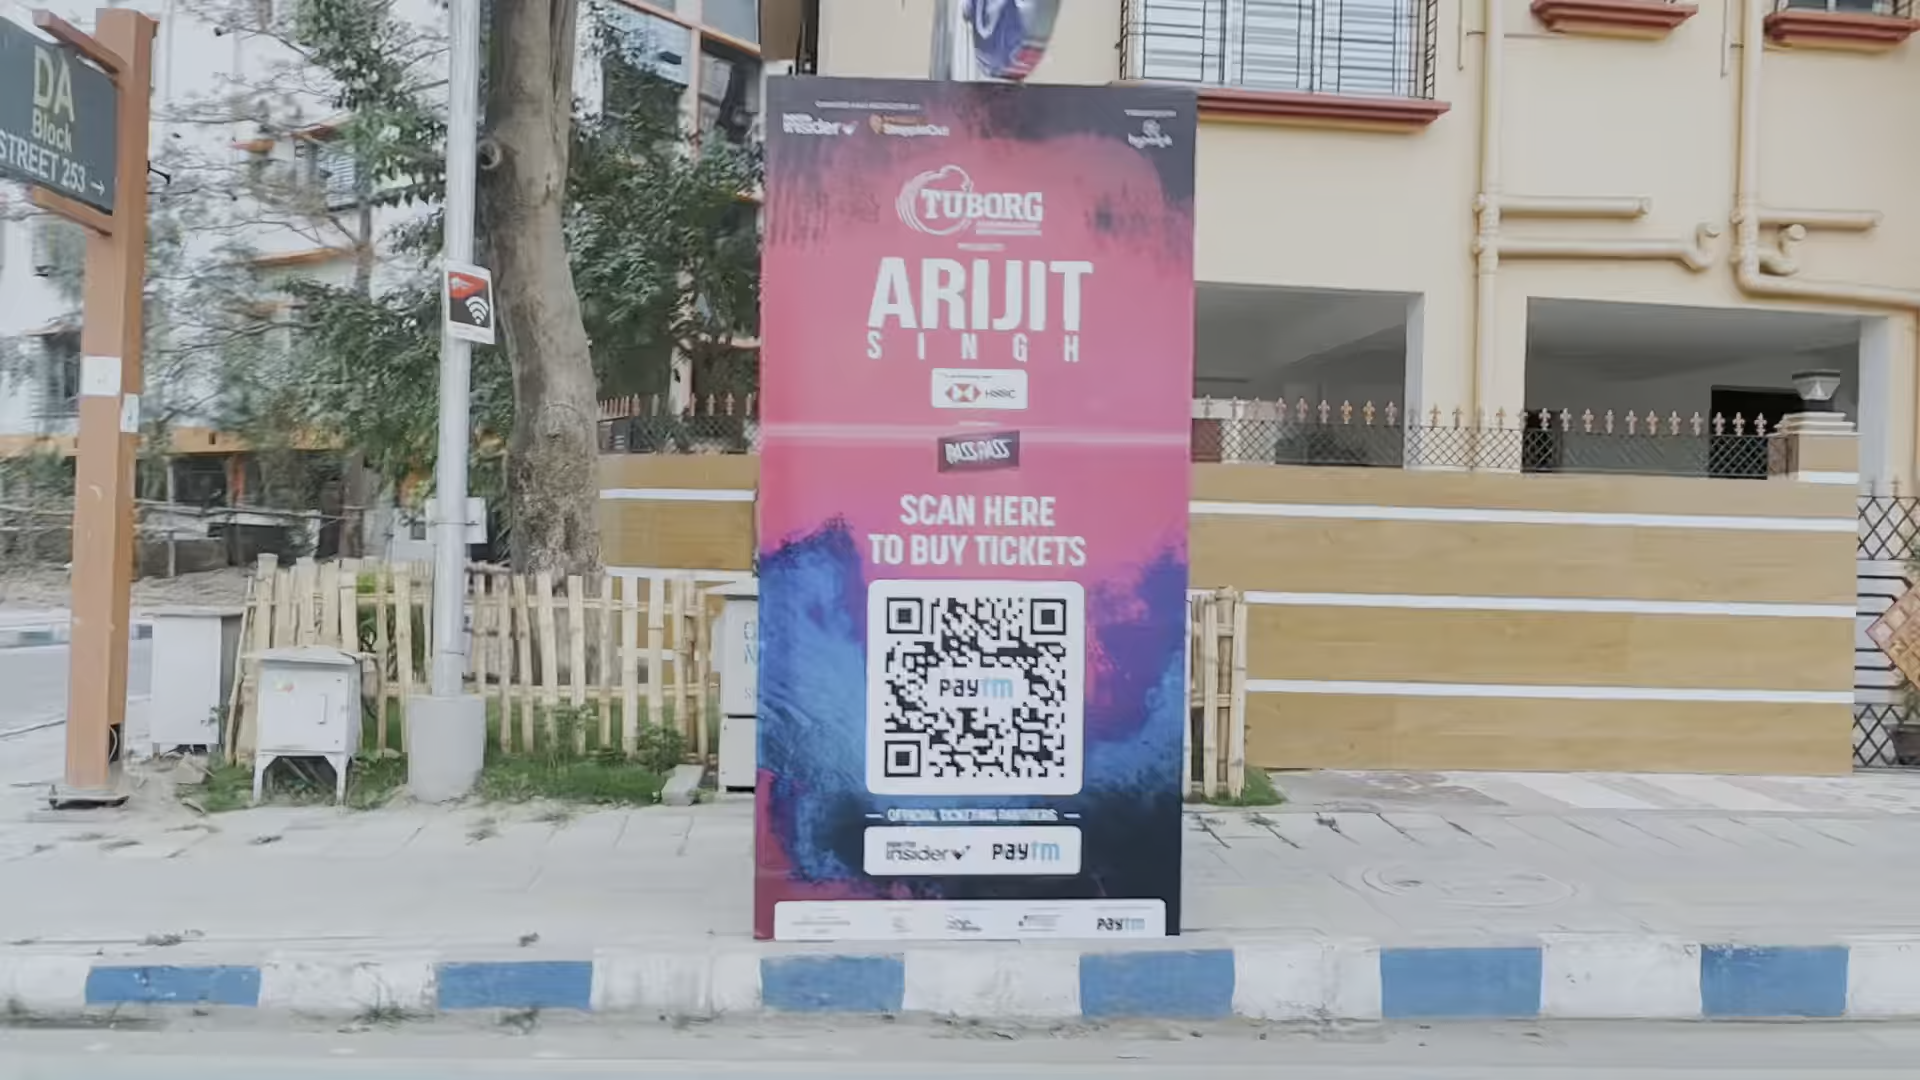 DA
Block
STREET 253 →
insider
TUBORG
ARIJIT
SINGH
HSBC
SCAN HERE
TO BUY TICKETS
paytm
OFFICIAL TICKETING PARTNERS
insider
paytm
paytm